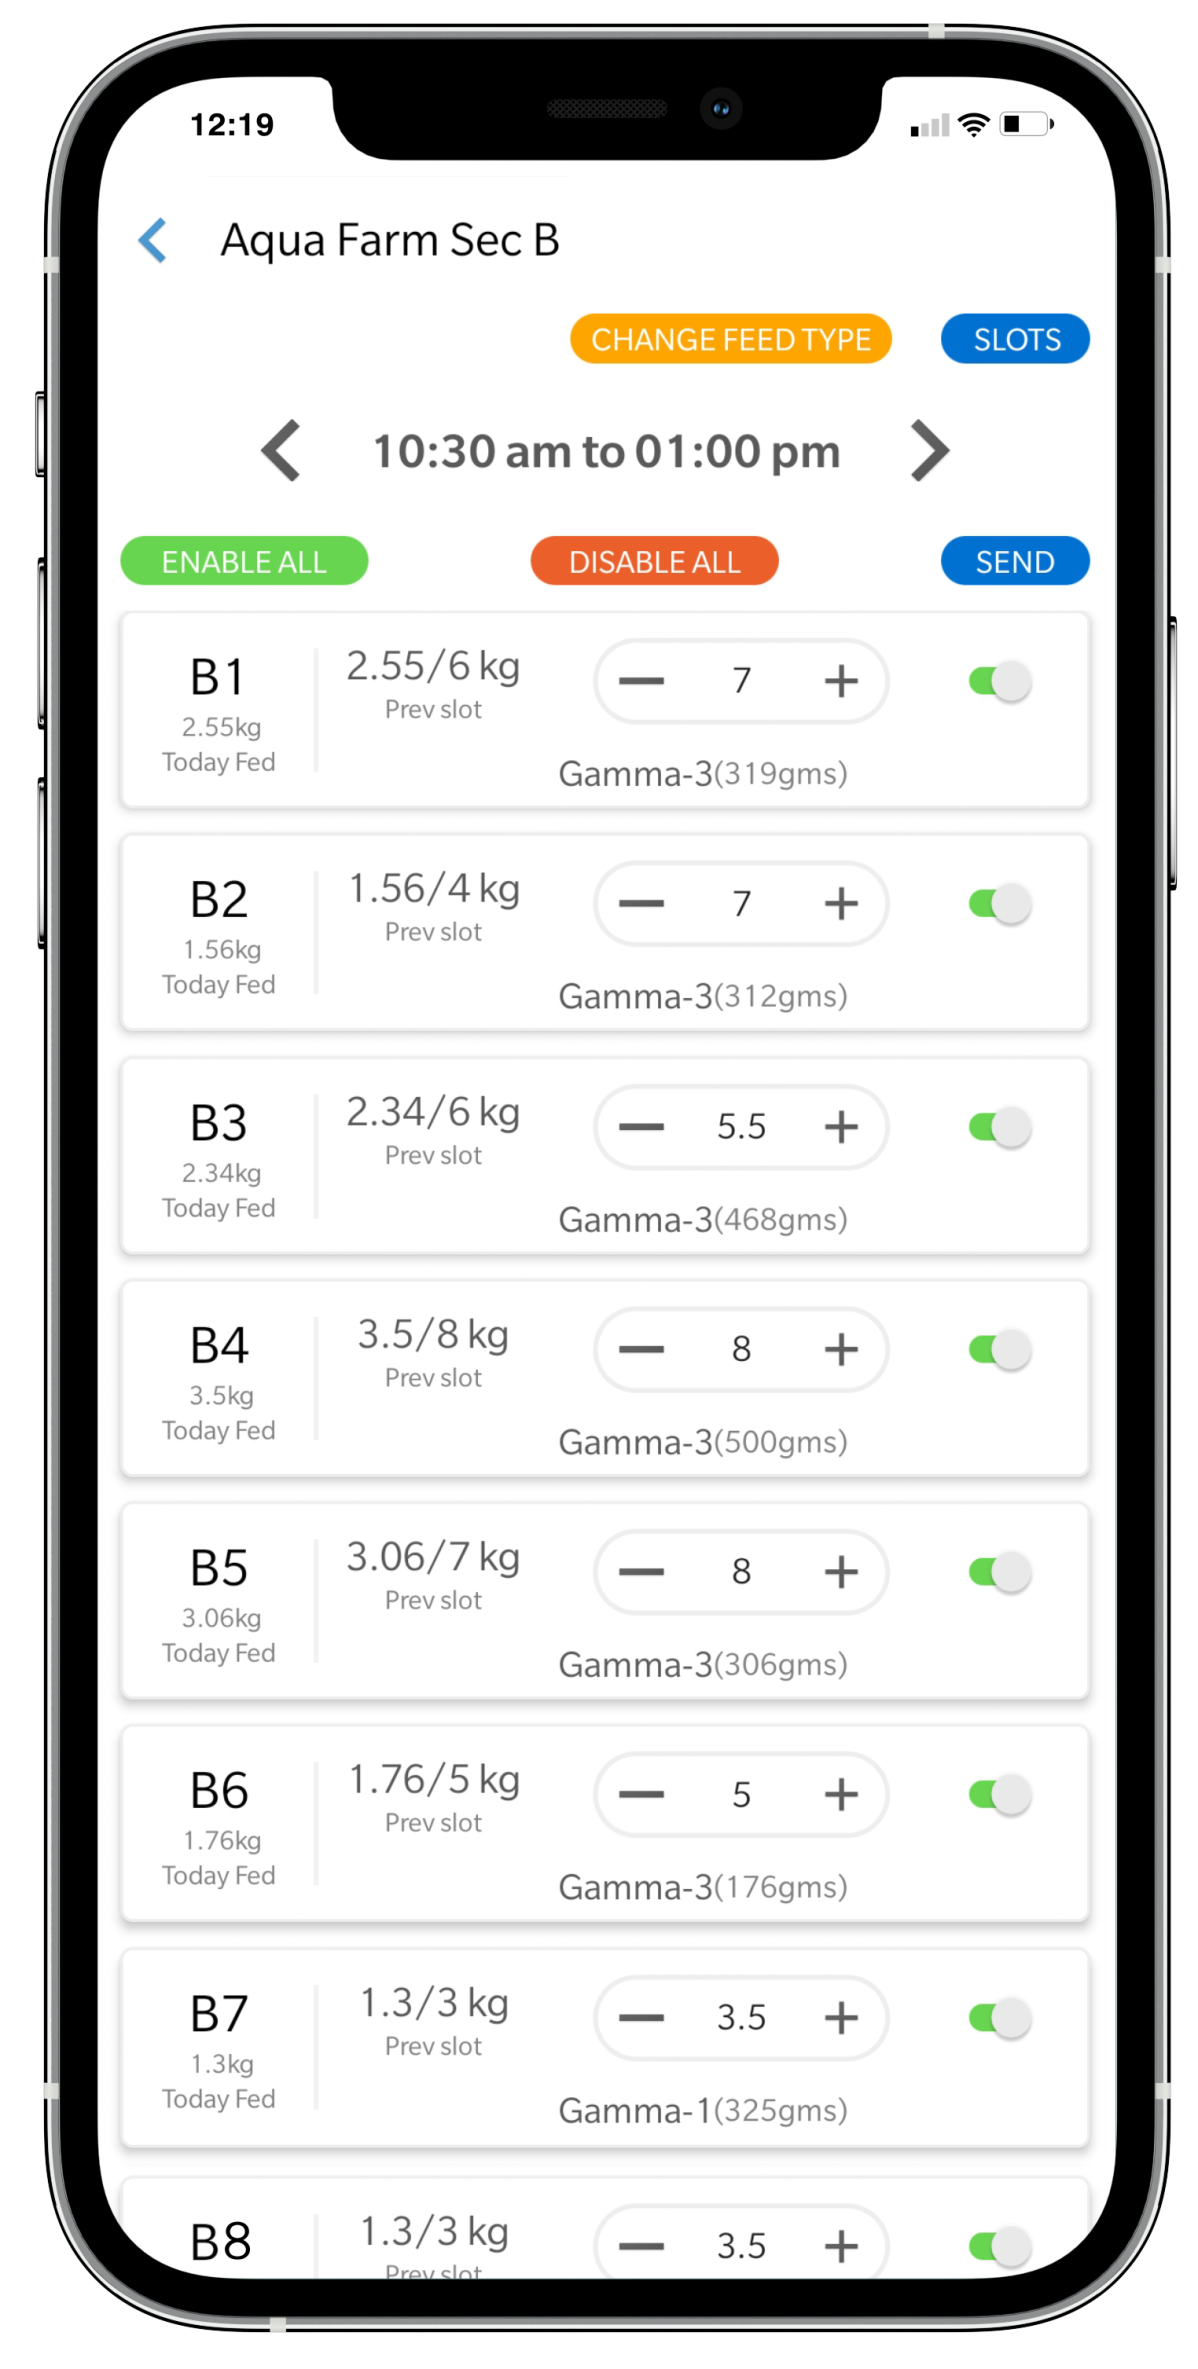 12:19
Aqua Farm Sec B
CHANGE FEED TYPE SLOTS
10:30 am to 01:00 pm
ENABLE ALL DISABLE ALL SEND
B1 2.55/6 kg 7
2.55kg Prev slot
Today Fed
Gamma-3(319gms)
B2 1.56/4 kg 7
1.56kg Prev slot
Today Fed
Gamma-3(312gms)
B3 2.34/6 kg 5.5
2.34kg Prev slot
Today Fed
Gamma-3(468gms)
B4 3.5/8 kg 8
3.5kg Prev slot
Today Fed
Gamma-3(500gms)
B5 3.06/7 kg 8
3.06kg Prev slot
Today Fed
Gamma-3(306gms)
B6 1.76/5 kg 5
1.76kg Prev slot
Today Fed
Gamma-3(176gms)
B7 1.3/3 kg 3.5
1.3kg Prev slot
Today Fed
Gamma-1(325gms)
B8 1.3/3 kg 3.5
Prev slot